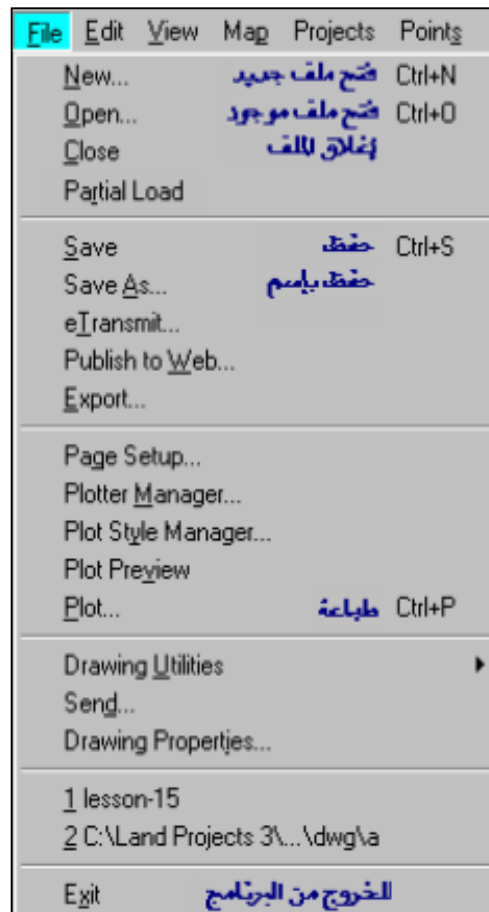 File Edit View Map Projects Points
New... فتح ملف جديد Ctrl+N
Open... فتح ملف موجود Ctrl+O
Close إغلاق الملف
Partial Load
Save حفظ Ctrl+S
Save As... حفظ بإسم
eTransmit...
Publish to Web...
Export...
Page Setup...
Plotter Manager...
Plot Style Manager...
Plot Preview
Plot... طباعة Ctrl+P
Drawing Utilities
Send...
Drawing Properties...
1 lesson-15
2 C:\Land Projects 3\...\dwg\a
Exit للخروج من البرنامج